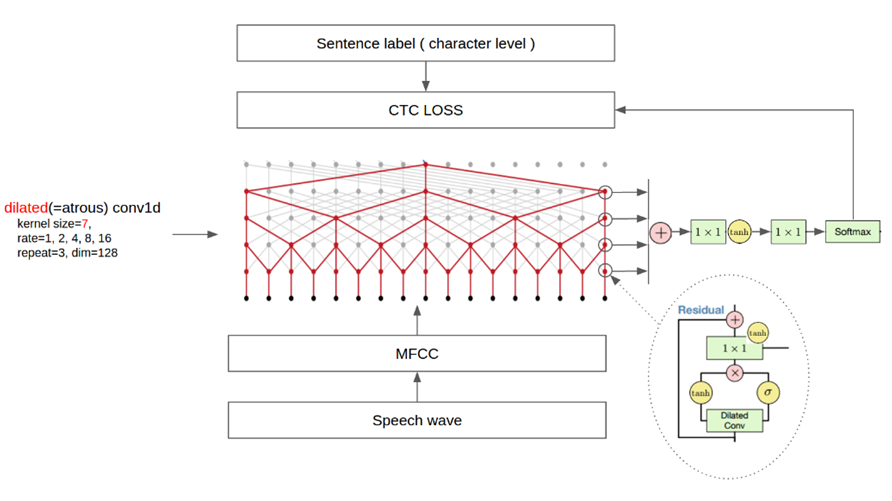 Sentence label ( character level )
CTC LOSS
dilated(=atrous) conv1d
kernel size=7,
rate=1, 2, 4, 8, 16
repeat=3, dim=128
+
1 × 1
tanh
1 × 1
Softmax
Residual
+
tanh
1 × 1
×
tanh
σ
Dilated
Conv
MFCC
Speech wave